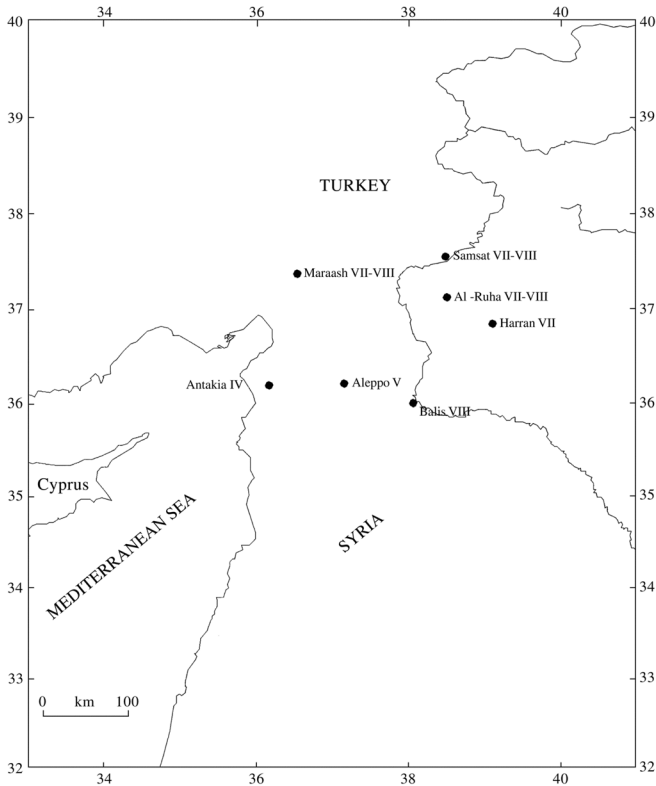 34 36 38 40
40 40
39 39
TURKEY
38 38
Samsat VII-VIII
Maraash VII-VIII
Al -Ruha VII-VIII
37 37
Harran VII
Antakia IV
Aleppo V
36 36
Balis VIII
Cyprus
35 35
MEDITERRANEAN SEA
SYRIA
34 34
33 33
0 km 100
32 32
34 36 38 40